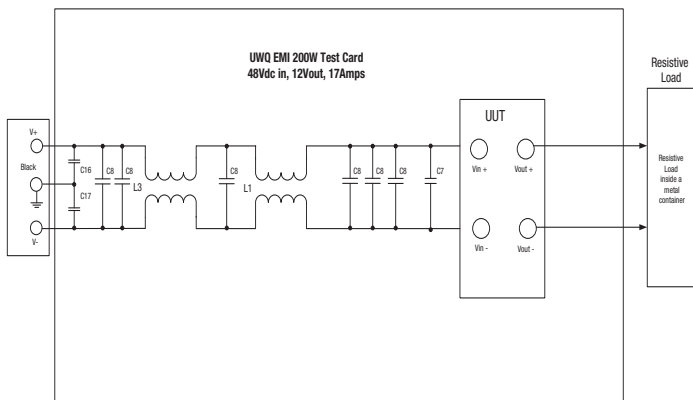 UWQ EMI 200W Test Card
48Vdc in, 12Vout, 17Amps
Resistive
Load
UUT
V+
Black
V-
C16
C17
C8
C8
L3
C8
L1
C8
C8
C8
C7
Vin +
Vout +
Vin -
Vout -
Resistive
Load
inside a
metal
container